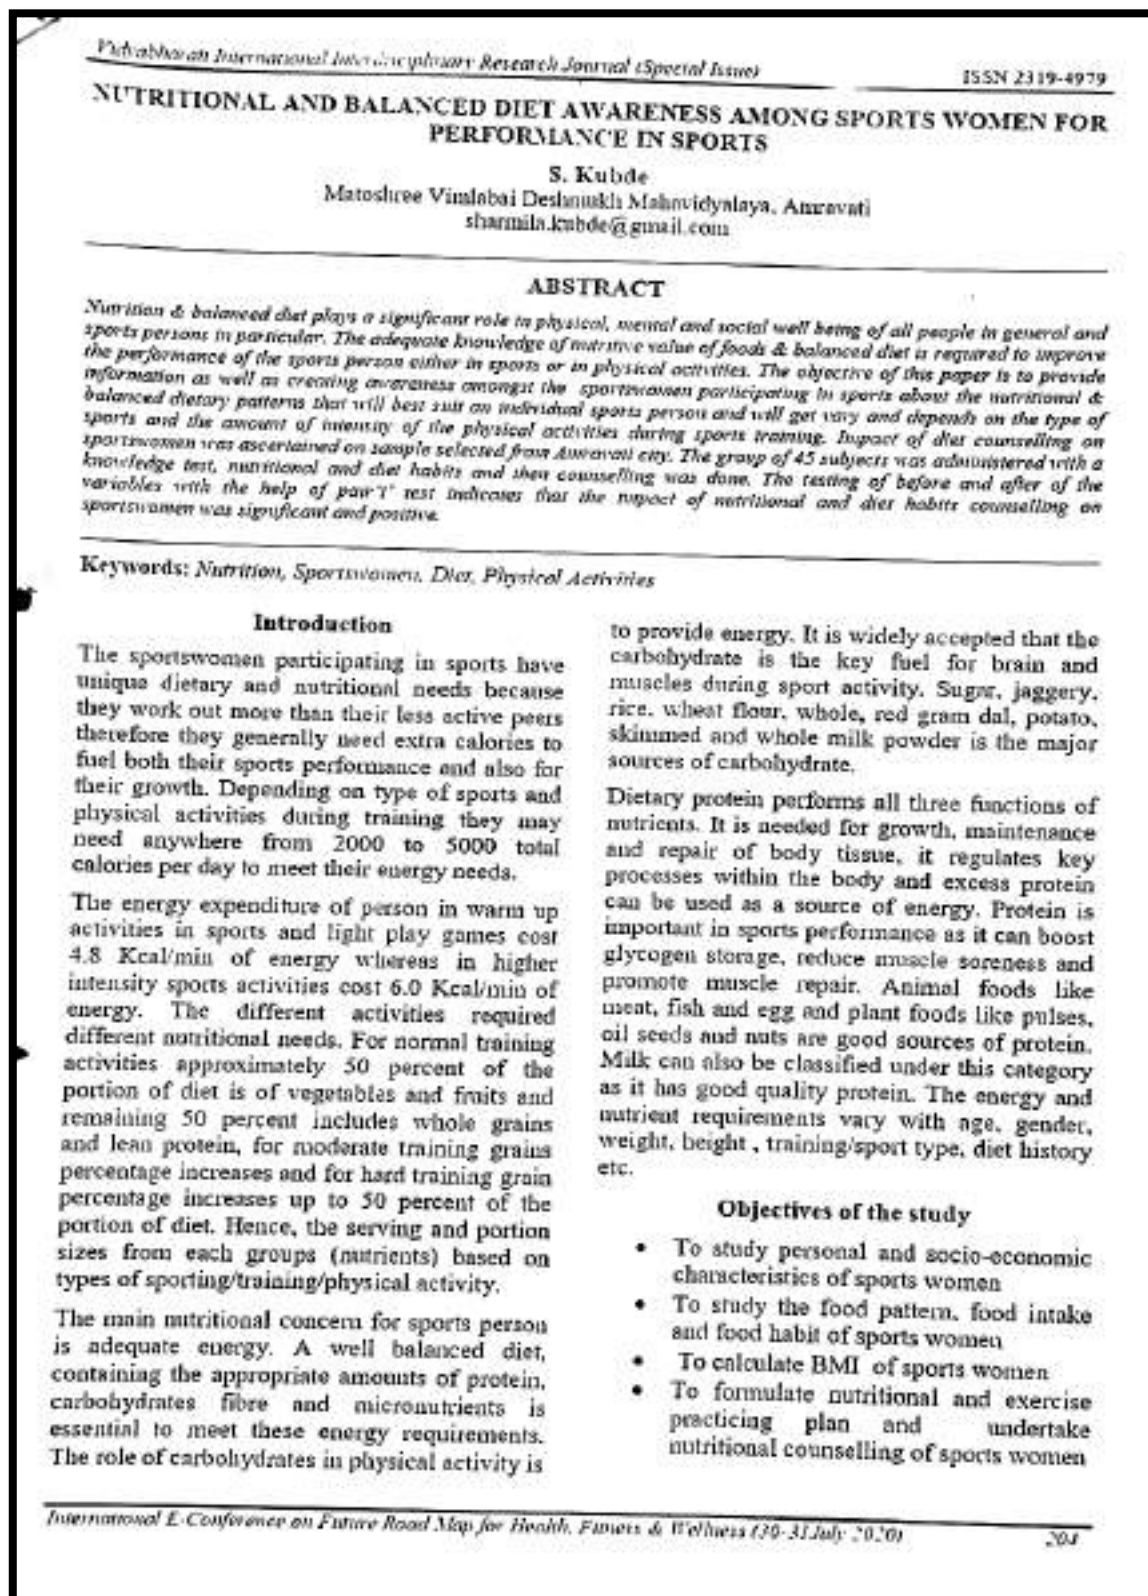 Vidyabharati International Interdisciplinary Research Journal (Special Issue) ISSN 2319-4979
NUTRITIONAL AND BALANCED DIET AWARENESS AMONG SPORTS WOMEN FOR
PERFORMANCE IN SPORTS
S. Kubde
Matoshree Vimlabai Deshmukh Mahavidyalaya, Amravati
sharmila.kubde@gmail.com
ABSTRACT
Nutrition & balanced diet plays a significant role in physical, mental and social well being of all people in general and
sports persons in particular. The adequate knowledge of nutritive value of foods & balanced diet is required to improve
the performance of the sports person either in sports or in physical activities. The objective of this paper is to provide
information as well as creating awareness amongst the sportswomen participating in sports about the nutritional &
balanced dietary patterns that will best suit an individual sports person and will get vary and depends on the type of
sports and the amount of intensity of the physical activities during sports training. Impact of diet counselling on
sportswomen was ascertained on sample selected from Amravati city. The group of 45 subjects was administered with a
knowledge test, nutritional and diet habits and then counselling was done. The testing of before and after of the
variables with the help of pair't' test indicates that the impact of nutritional and diet habits counselling on
sportswomen was significant and positive.
Keywords: Nutrition, Sportswomen, Diet, Physical Activities
Introduction
The sportswomen participating in sports have
unique dietary and nutritional needs because
they work out more than their less active peers
therefore they generally need extra calories to
fuel both their sports performance and also for
their growth. Depending on type of sports and
physical activities during training they may
need anywhere from 2000 to 5000 total
calories per day to meet their energy needs.
The energy expenditure of person in warm up
activities in sports and light play games cost
4.8 Kcal/min of energy whereas in higher
intensity sports activities cost 6.0 Kcal/min of
energy. The different activities required
different nutritional needs. For normal training
activities approximately 50 percent of the
portion of diet is of vegetables and fruits and
remaining 50 percent includes whole grains
and lean protein, for moderate training grains
percentage increases and for hard training grain
percentage increases up to 50 percent of the
portion of diet. Hence, the serving and portion
sizes from each groups (nutrients) based on
types of sporting/training/physical activity.
The main nutritional concern for sports person
is adequate energy. A well balanced diet,
containing the appropriate amounts of protein,
carbohydrates fibre and micronutrients is
essential to meet these energy requirements.
The role of carbohydrates in physical activity is
to provide energy. It is widely accepted that the
carbohydrate is the key fuel for brain and
muscles during sport activity. Sugar, jaggery,
rice, wheat flour, whole, red gram dal, potato,
skimmed and whole milk powder is the major
sources of carbohydrate.
Dietary protein performs all three functions of
nutrients. It is needed for growth, maintenance
and repair of body tissue, it regulates key
processes within the body and excess protein
can be used as a source of energy. Protein is
important in sports performance as it can boost
glycogen storage, reduce muscle soreness and
promote muscle repair. Animal foods like
meat, fish and egg and plant foods like pulses,
oil seeds and nuts are good sources of protein.
Milk can also be classified under this category
as it has good quality protein. The energy and
nutrient requirements vary with age, gender,
weight, height , training/sport type, diet history
etc.
Objectives of the study
• To study personal and socio-economic
characteristics of sports women
• To study the food pattern, food intake
and food habit of sports women
• To calculate BMI of sports women
• To formulate nutritional and exercise
practicing plan and undertake
nutritional counselling of sports women
International E-Conference on Future Road Map for Health, Fitness & Wellness (30-31July 2020) 204